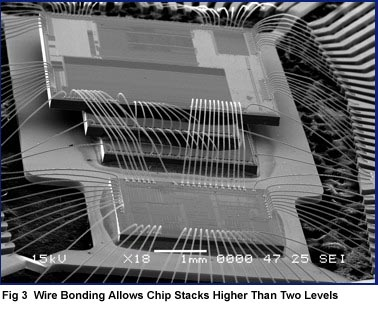 15kV X18 1mm 0000 47 25 SEI
Fig 3 Wire Bonding Allows Chip Stacks Higher Than Two Levels